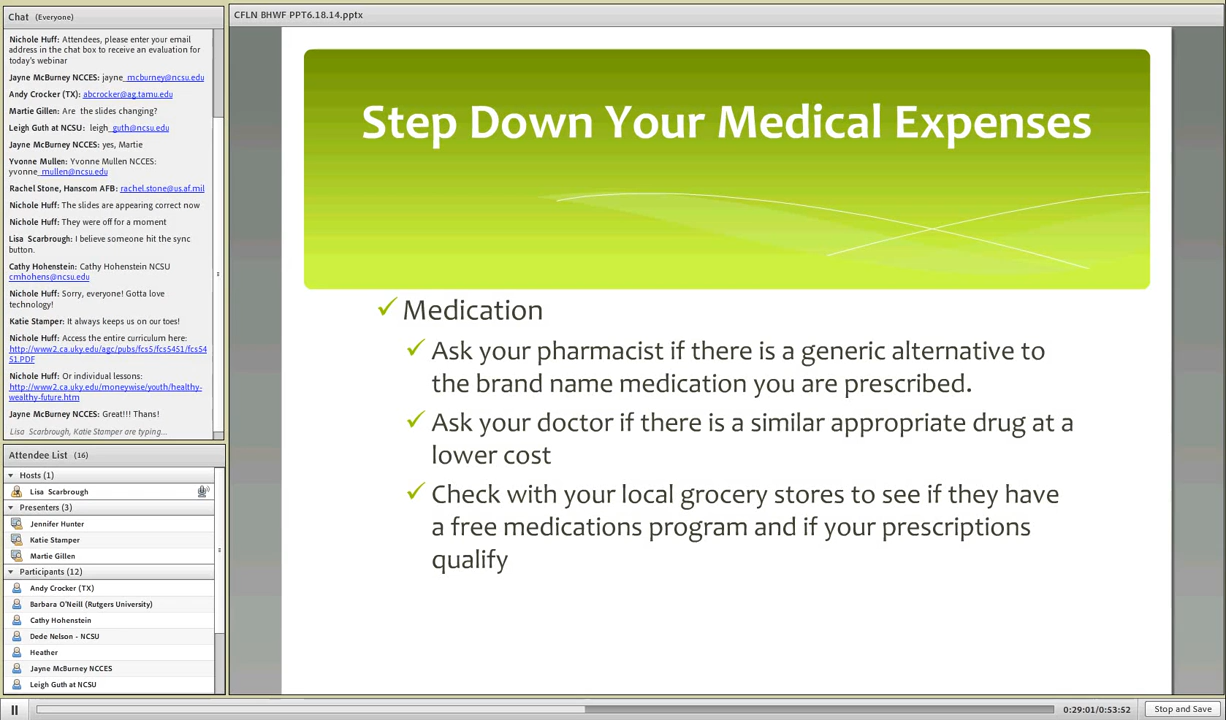 Chat (Everyone)
Nichole Huff: Attendees, please enter your email
address in the chat box to receive an evaluation for
today's webinar
Jayne McBurney NCCES: jayne_mcburney@ncsu.edu
Andy Crocker (TX): abcrocker@ag.tamu.edu
Martie Gillen: Are the slides changing?
Leigh Guth at NCSU: leigh_guth@ncsu.edu
Jayne McBurney NCCES: yes, Martie
Yvonne Mullen: Yvonne Mullen NCCES:
yvonne_mullen@ncsu.edu
Rachel Stone, Hanscom AFB: rachel.stone@us.af.mil
Nichole Huff: The slides are appearing correct now
Nichole Huff: They were off for a moment
Lisa Scarbrough: I believe someone hit the sync
button.
Cathy Hohenstein: Cathy Hohenstein NCSU
cmhohens@ncsu.edu
Nichole Huff: Sorry, everyone! Gotta love
technology!
Katie Stamper: It always keeps us on our toes!
Nichole Huff: Access the entire curriculum here:
http://www2.ca.uky.edu/agc/pubs/fcs5/fcs5451/fcs54
51.PDF
Nichole Huff: Or individual lessons:
http://www2.ca.uky.edu/moneywise/youth/healthy-
wealthy-future.htm
Jayne McBurney NCCES: Great!!! Thans!
Lisa Scarbrough, Katie Stamper are typing...
Attendee List (16)
Hosts (1)
Lisa Scarbrough
Presenters (3)
Jennifer Hunter
Katie Stamper
Martie Gillen
Participants (12)
Andy Crocker (TX)
Barbara O'Neill (Rutgers University)
Cathy Hohenstein
Dede Nelson - NCSU
Heather
Jayne McBurney NCCES
Leigh Guth at NCSU
CFLN BHWF PPT6.18.14.pptx
Step Down Your Medical Expenses
Medication
Ask your pharmacist if there is a generic alternative to
the brand name medication you are prescribed.
Ask your doctor if there is a similar appropriate drug at a
lower cost
Check with your local grocery stores to see if they have
a free medications program and if your prescriptions
qualify
0:29:01/0:53:52
Stop and Save